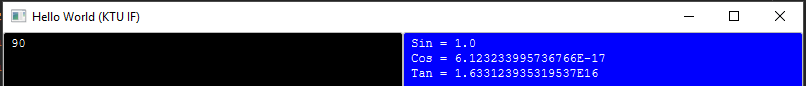 Hello World (KTU IF)
90
Sin = 1.0
Cos = 6.123233995736766E-17
Tan = 1.633123935319537E16